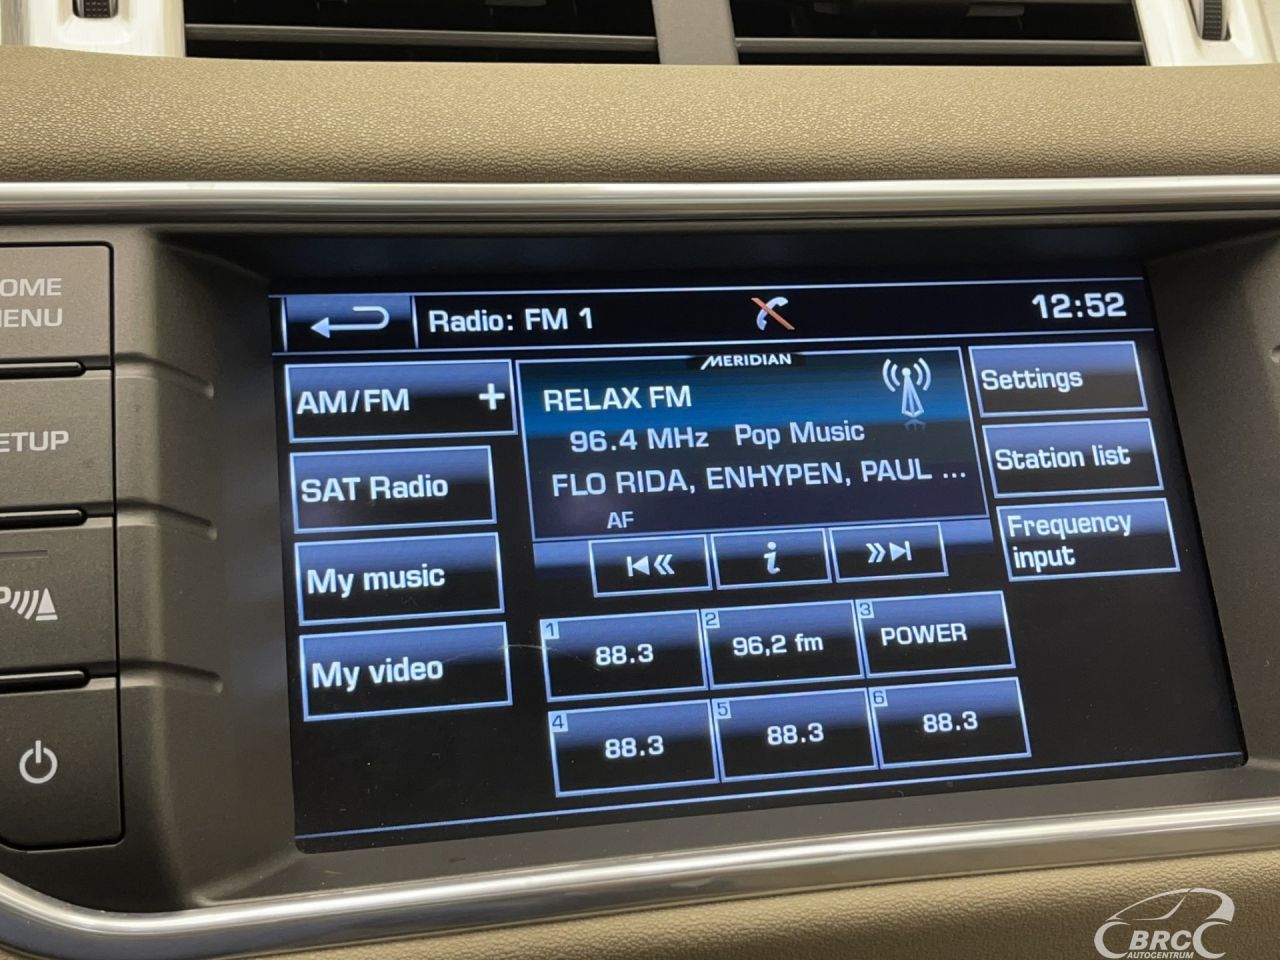 OME
ENU
ETUP
P
Radio: FM 1
12:52
AM/FM +
SAT Radio
My music
My video
MERIDIAN
RELAX FM
96.4 MHz Pop Music
FLO RIDA, ENHYPEN, PAUL ...
AF
i
Settings
Station list
Frequency
input
1 88.3
2 96,2 fm
3 POWER
4 88.3
5 88.3
6 88.3
BRC
AUTOCENTRUM